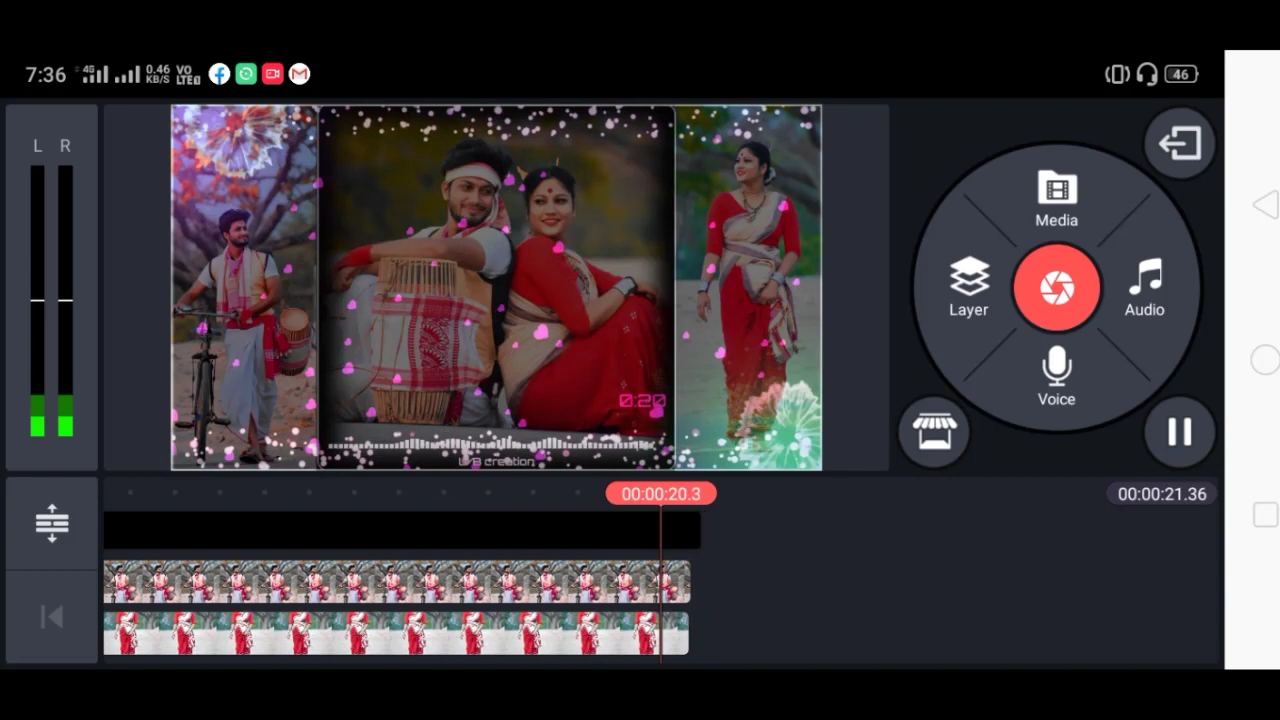 7:36 4G 0.46 KB/S VO LTE 46
L R
Media
Layer
Audio
Voice
0:20
creation
00:00:20.3
00:00:21.36